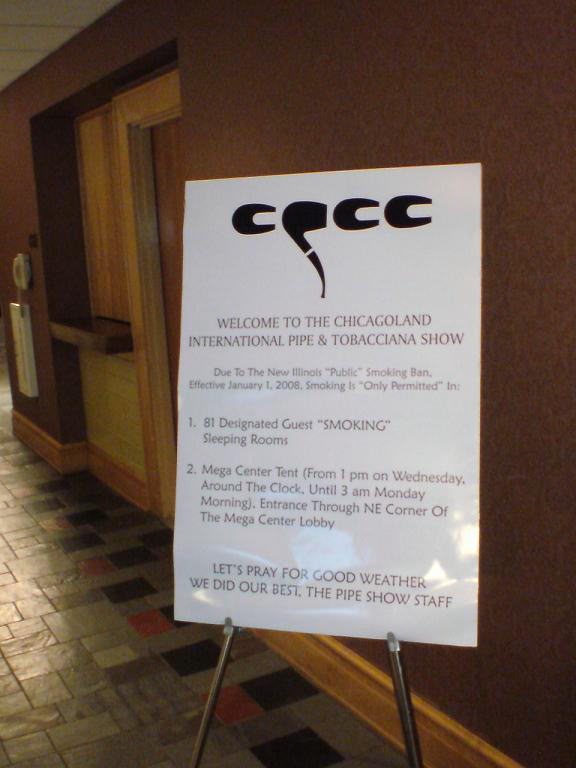 CPCC
WELCOME TO THE CHICAGOLAND
INTERNATIONAL PIPE & TOBACCIANA SHOW
Due To The New Illinois "Public" Smoking Ban,
Effective January 1, 2008, Smoking Is "Only Permitted" In:
1. 81 Designated Guest "SMOKING"
Sleeping Rooms
2. Mega Center Tent (From 1 pm on Wednesday,
Around The Clock, Until 3 am Monday
Morning), Entrance Through NE Corner Of
The Mega Center Lobby
LET'S PRAY FOR GOOD WEATHER
WE DID OUR BEST, THE PIPE SHOW STAFF